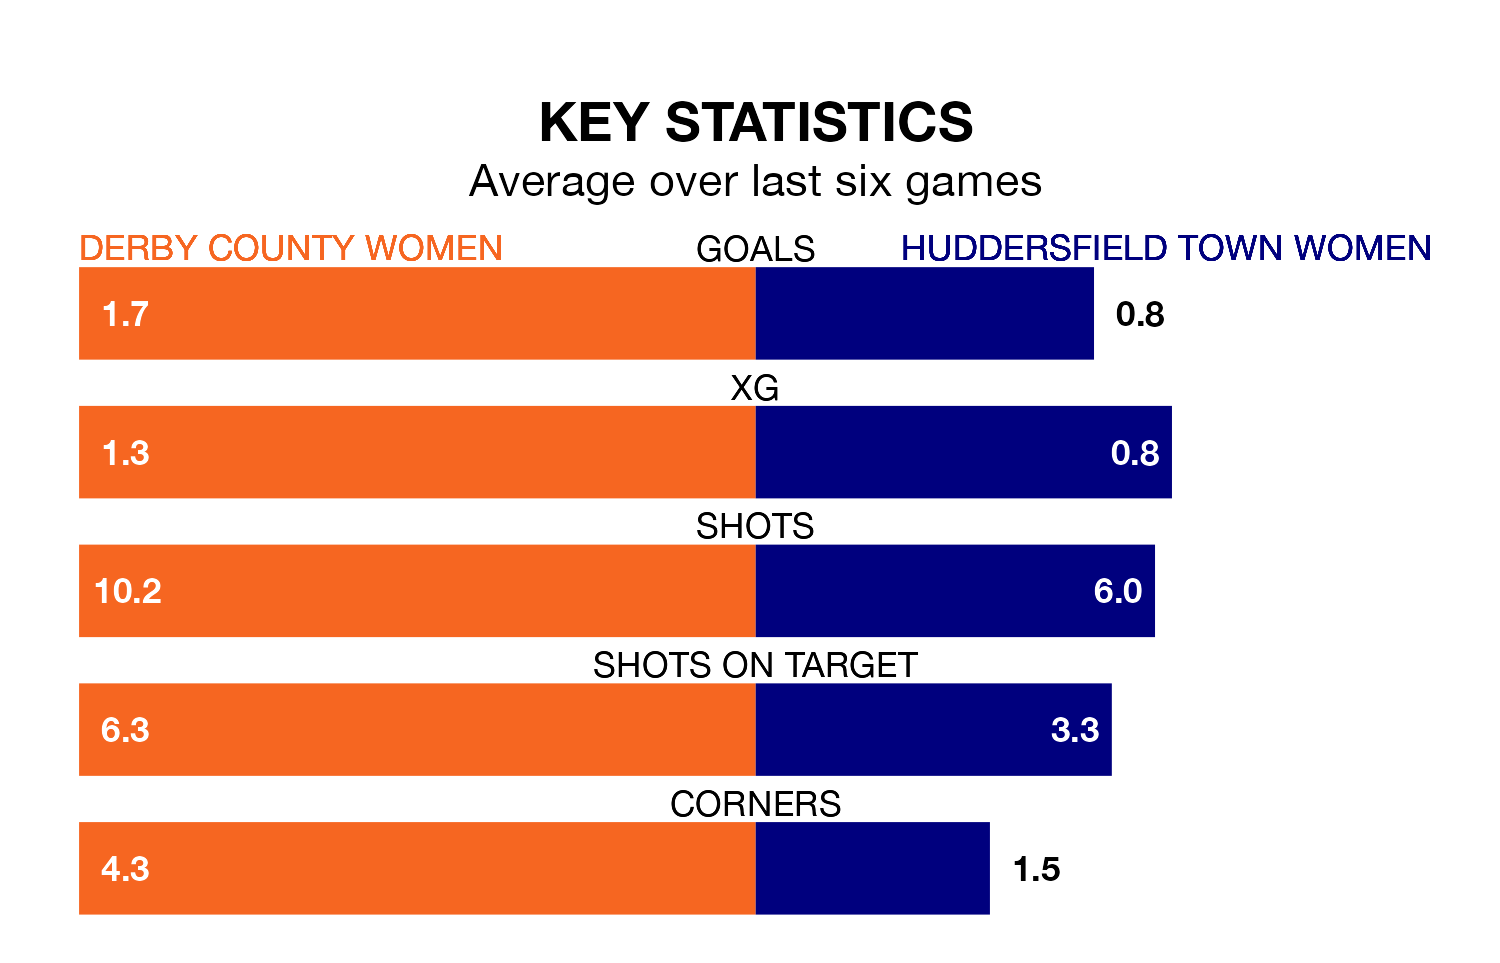 KEY STATISTICS
Average over last six games
DERBY COUNTY WOMEN GOALS HUDDERSFIELD TOWN WOMEN
1.7 0.8
XG
1.3 0.8
SHOTS
10.2 6.0
SHOTS ON TARGET
6.3 3.3
CORNERS
4.3 1.5